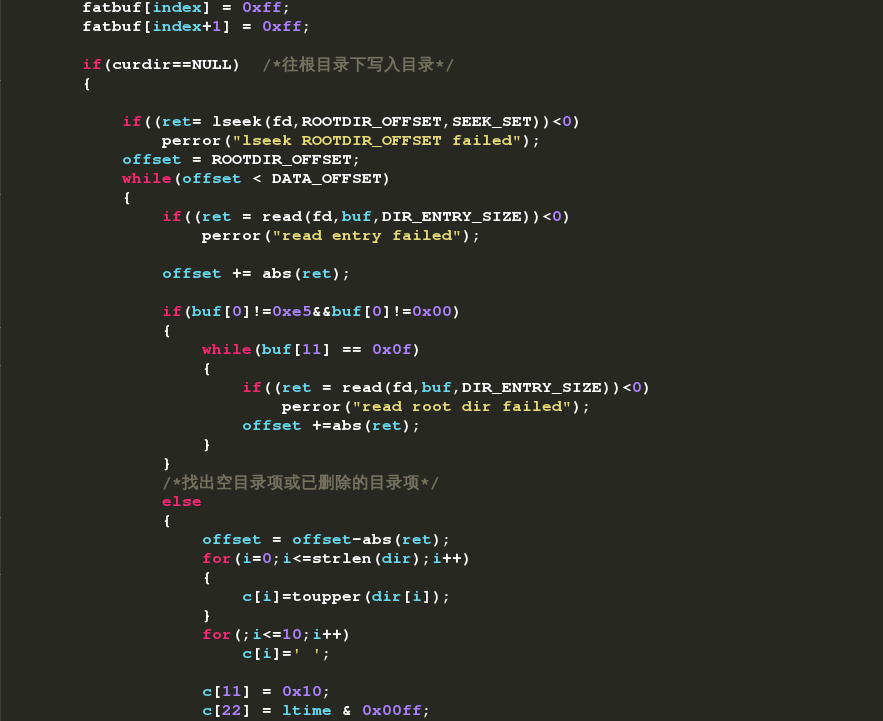 fatbuf[index] = 0xff;
fatbuf[index+1] = 0xff;
if(curdir==NULL)  /*往根目录下写入目录*/
{
if((ret= lseek(fd,ROOTDIR_OFFSET,SEEK_SET))<0)
perror("lseek ROOTDIR_OFFSET failed");
offset = ROOTDIR_OFFSET;
while(offset < DATA_OFFSET)
{
if((ret = read(fd,buf,DIR_ENTRY_SIZE))<0)
perror("read entry failed");
offset += abs(ret);
if(buf[0]!=0xe5&&buf[0]!=0x00)
{
while(buf[11] == 0x0f)
{
if((ret = read(fd,buf,DIR_ENTRY_SIZE))<0)
perror("read root dir failed");
offset +=abs(ret);
}
}
/*找出空目录项或已删除的目录项*/
else
{
offset = offset-abs(ret);
for(i=0;i<=strlen(dir);i++)
{
c[i]=toupper(dir[i]);
}
for(;i<=10;i++)
c[i]=' ';
c[11] = 0x10;
c[22] = ltime & 0x00ff;